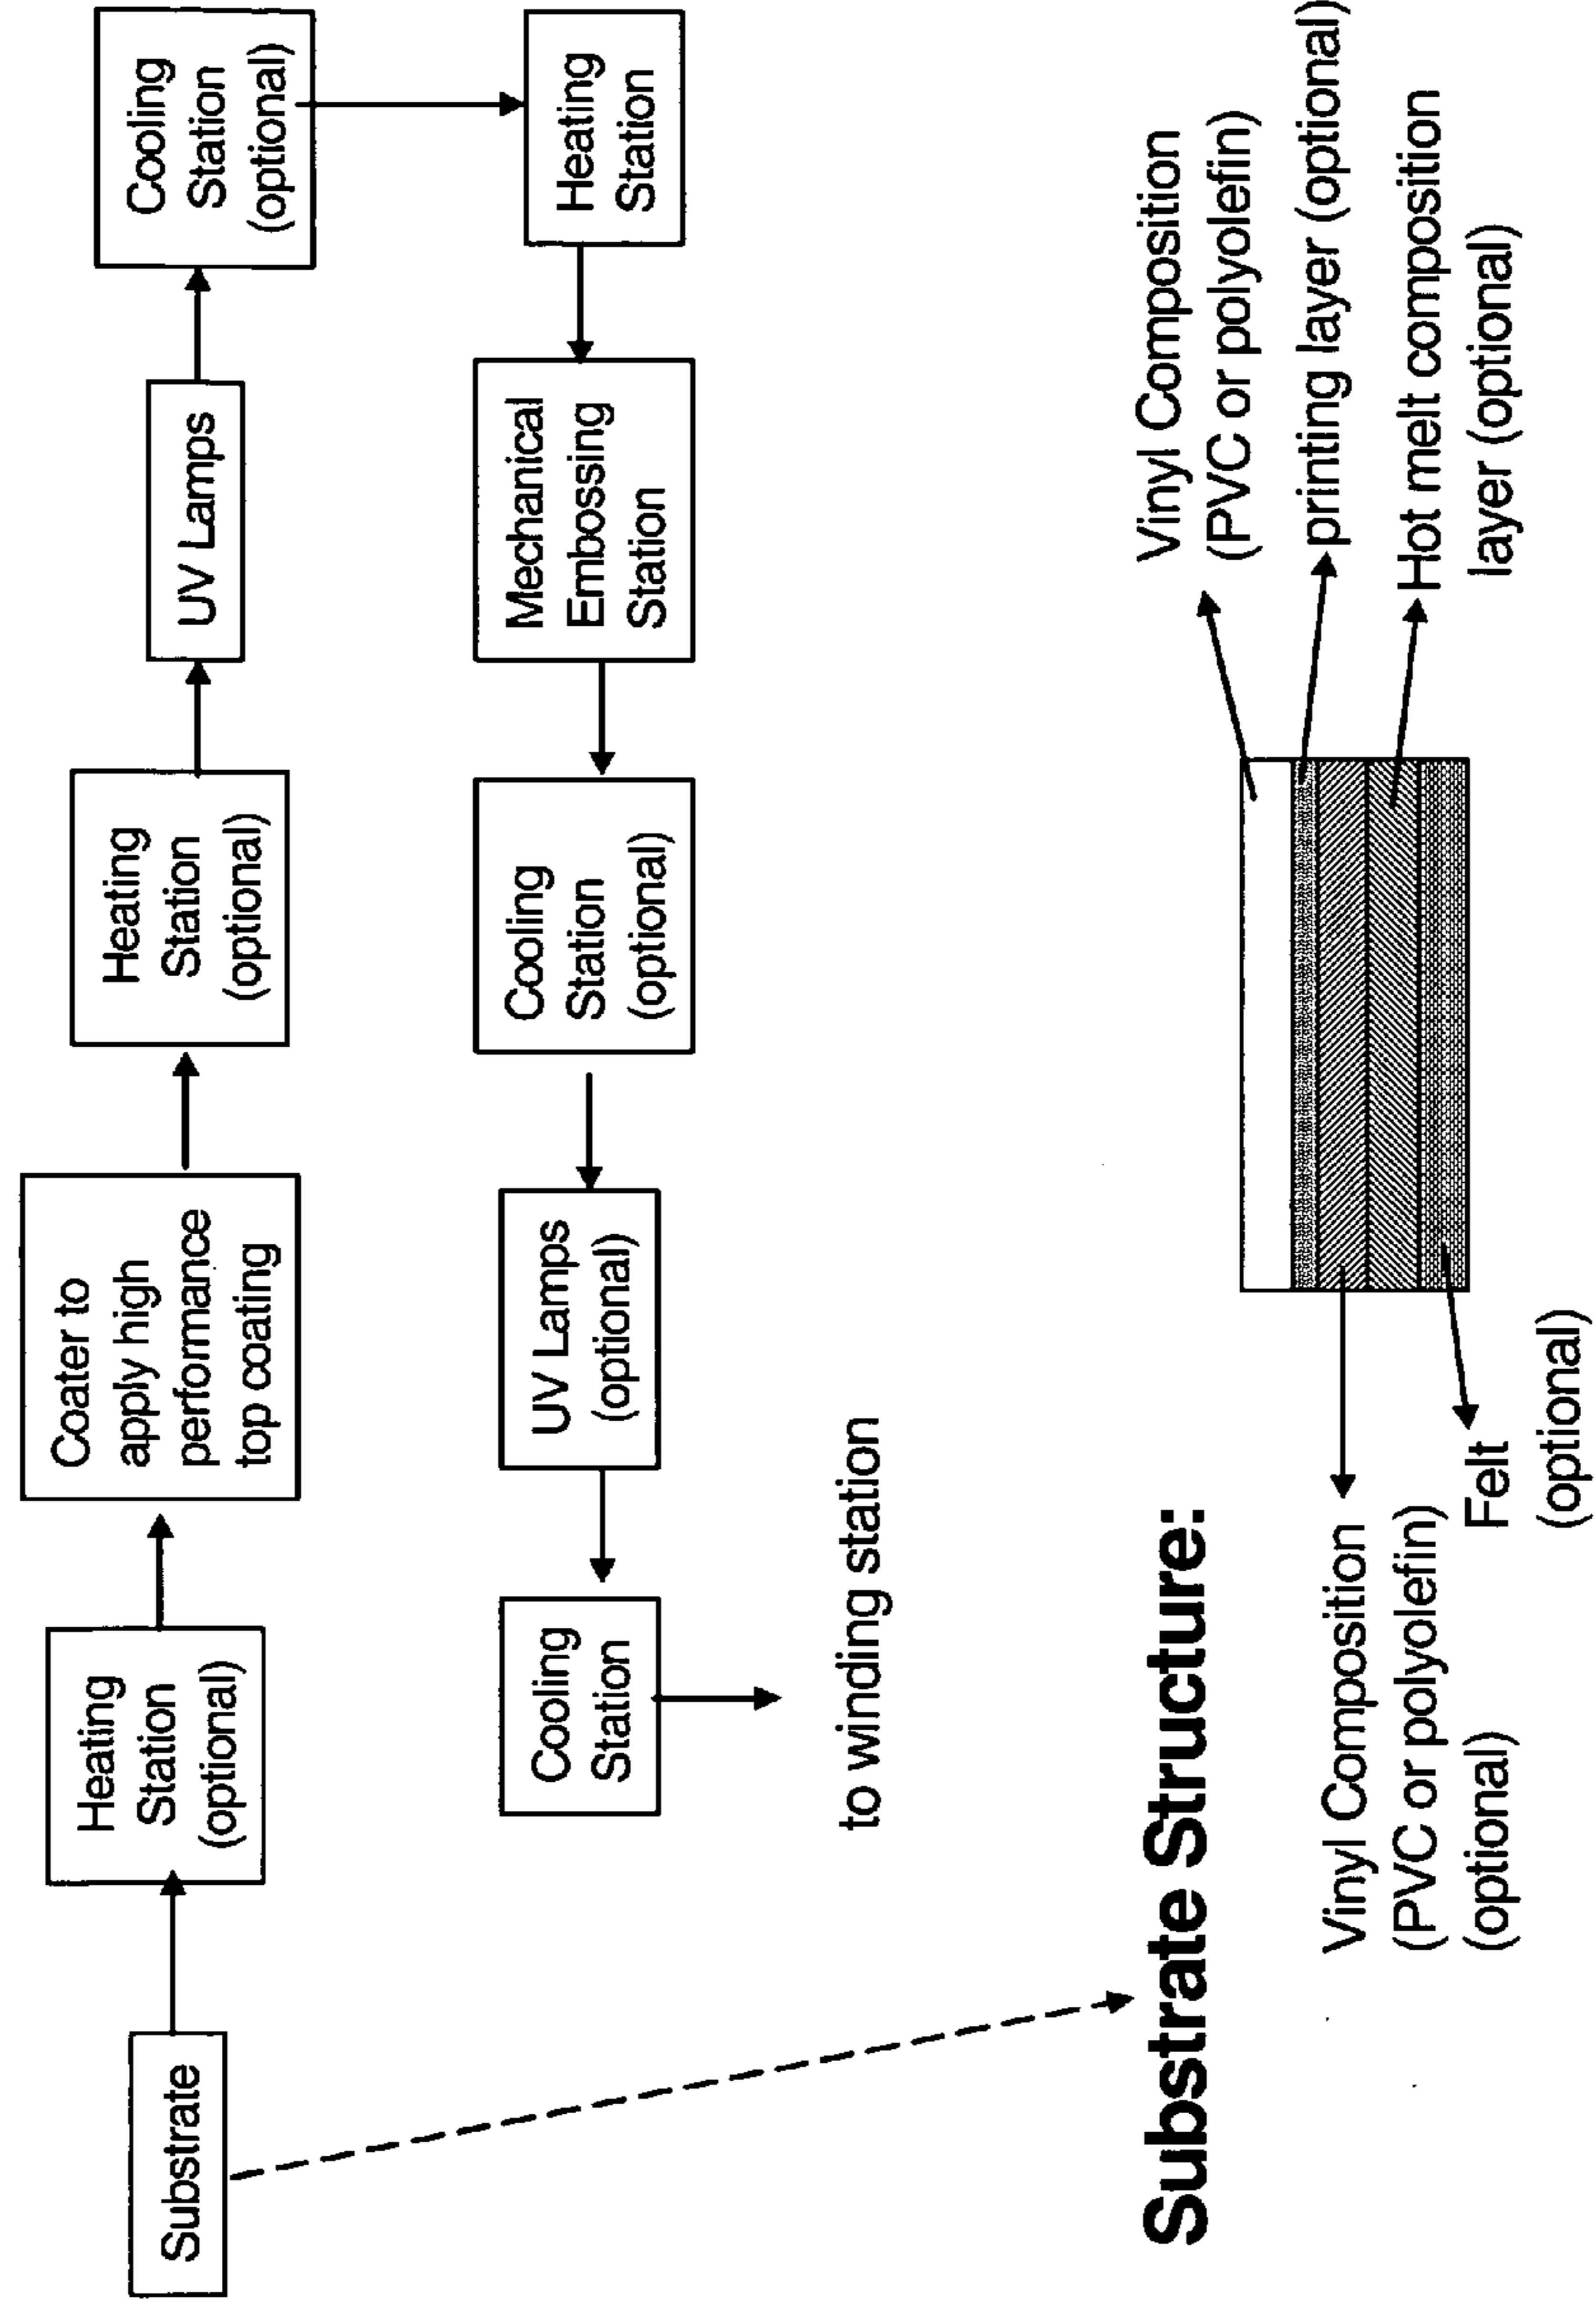 Substrate
Heating
Station
(optional)
Coater to
apply high
performance
top coating
Heating
Station
(optional)
UV Lamps
Cooling
Station
(optional)
Heating
Station
Mechanical
Embossing
Station
Cooling
Station
(optional)
UV Lamps
(optional)
Cooling
Station
to winding station
Substrate Structure:
Vinyl Composition
(PVC or polyolefin)
printing layer (optional)
Hot melt composition
layer (optional)
Vinyl Composition
(PVC or polyolefin)
(optional)
Felt
(optional)